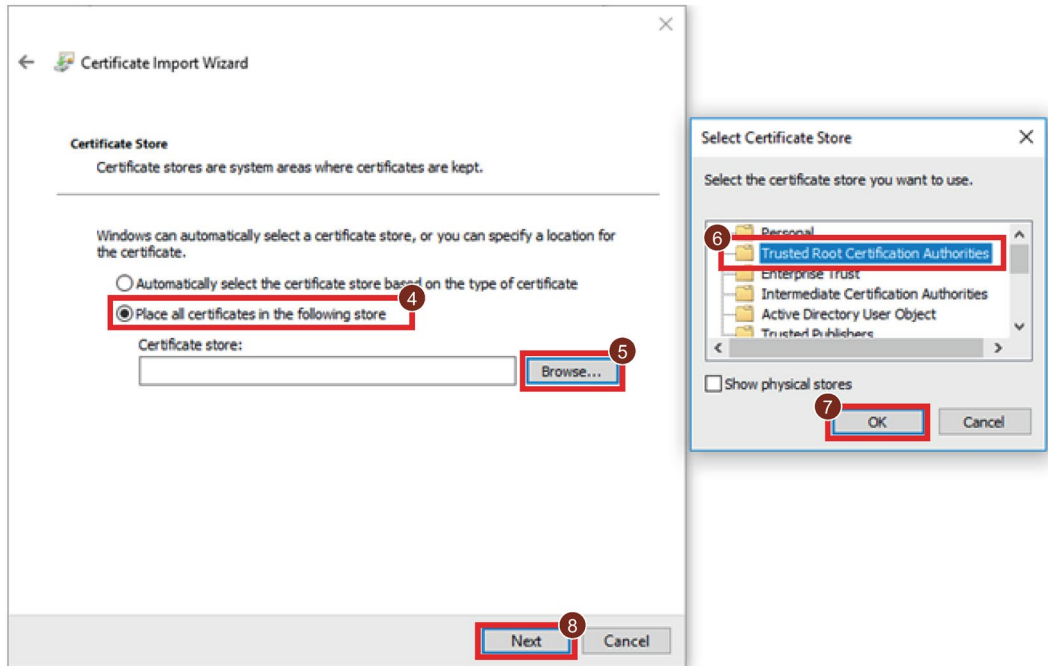 Certificate Import Wizard
Certificate Store
Certificate stores are system areas where certificates are kept.
Windows can automatically select a certificate store, or you can specify a location for
the certificate.
Automatically select the certificate store based on the type of certificate
4
Place all certificates in the following store
Certificate store:
5
Browse...
8
Next
Cancel
Select Certificate Store
Select the certificate store you want to use.
Personal
6
Trusted Root Certification Authorities
Enterprise Trust
Intermediate Certification Authorities
Active Directory User Object
Trusted Publishers
Show physical stores
7
OK
Cancel